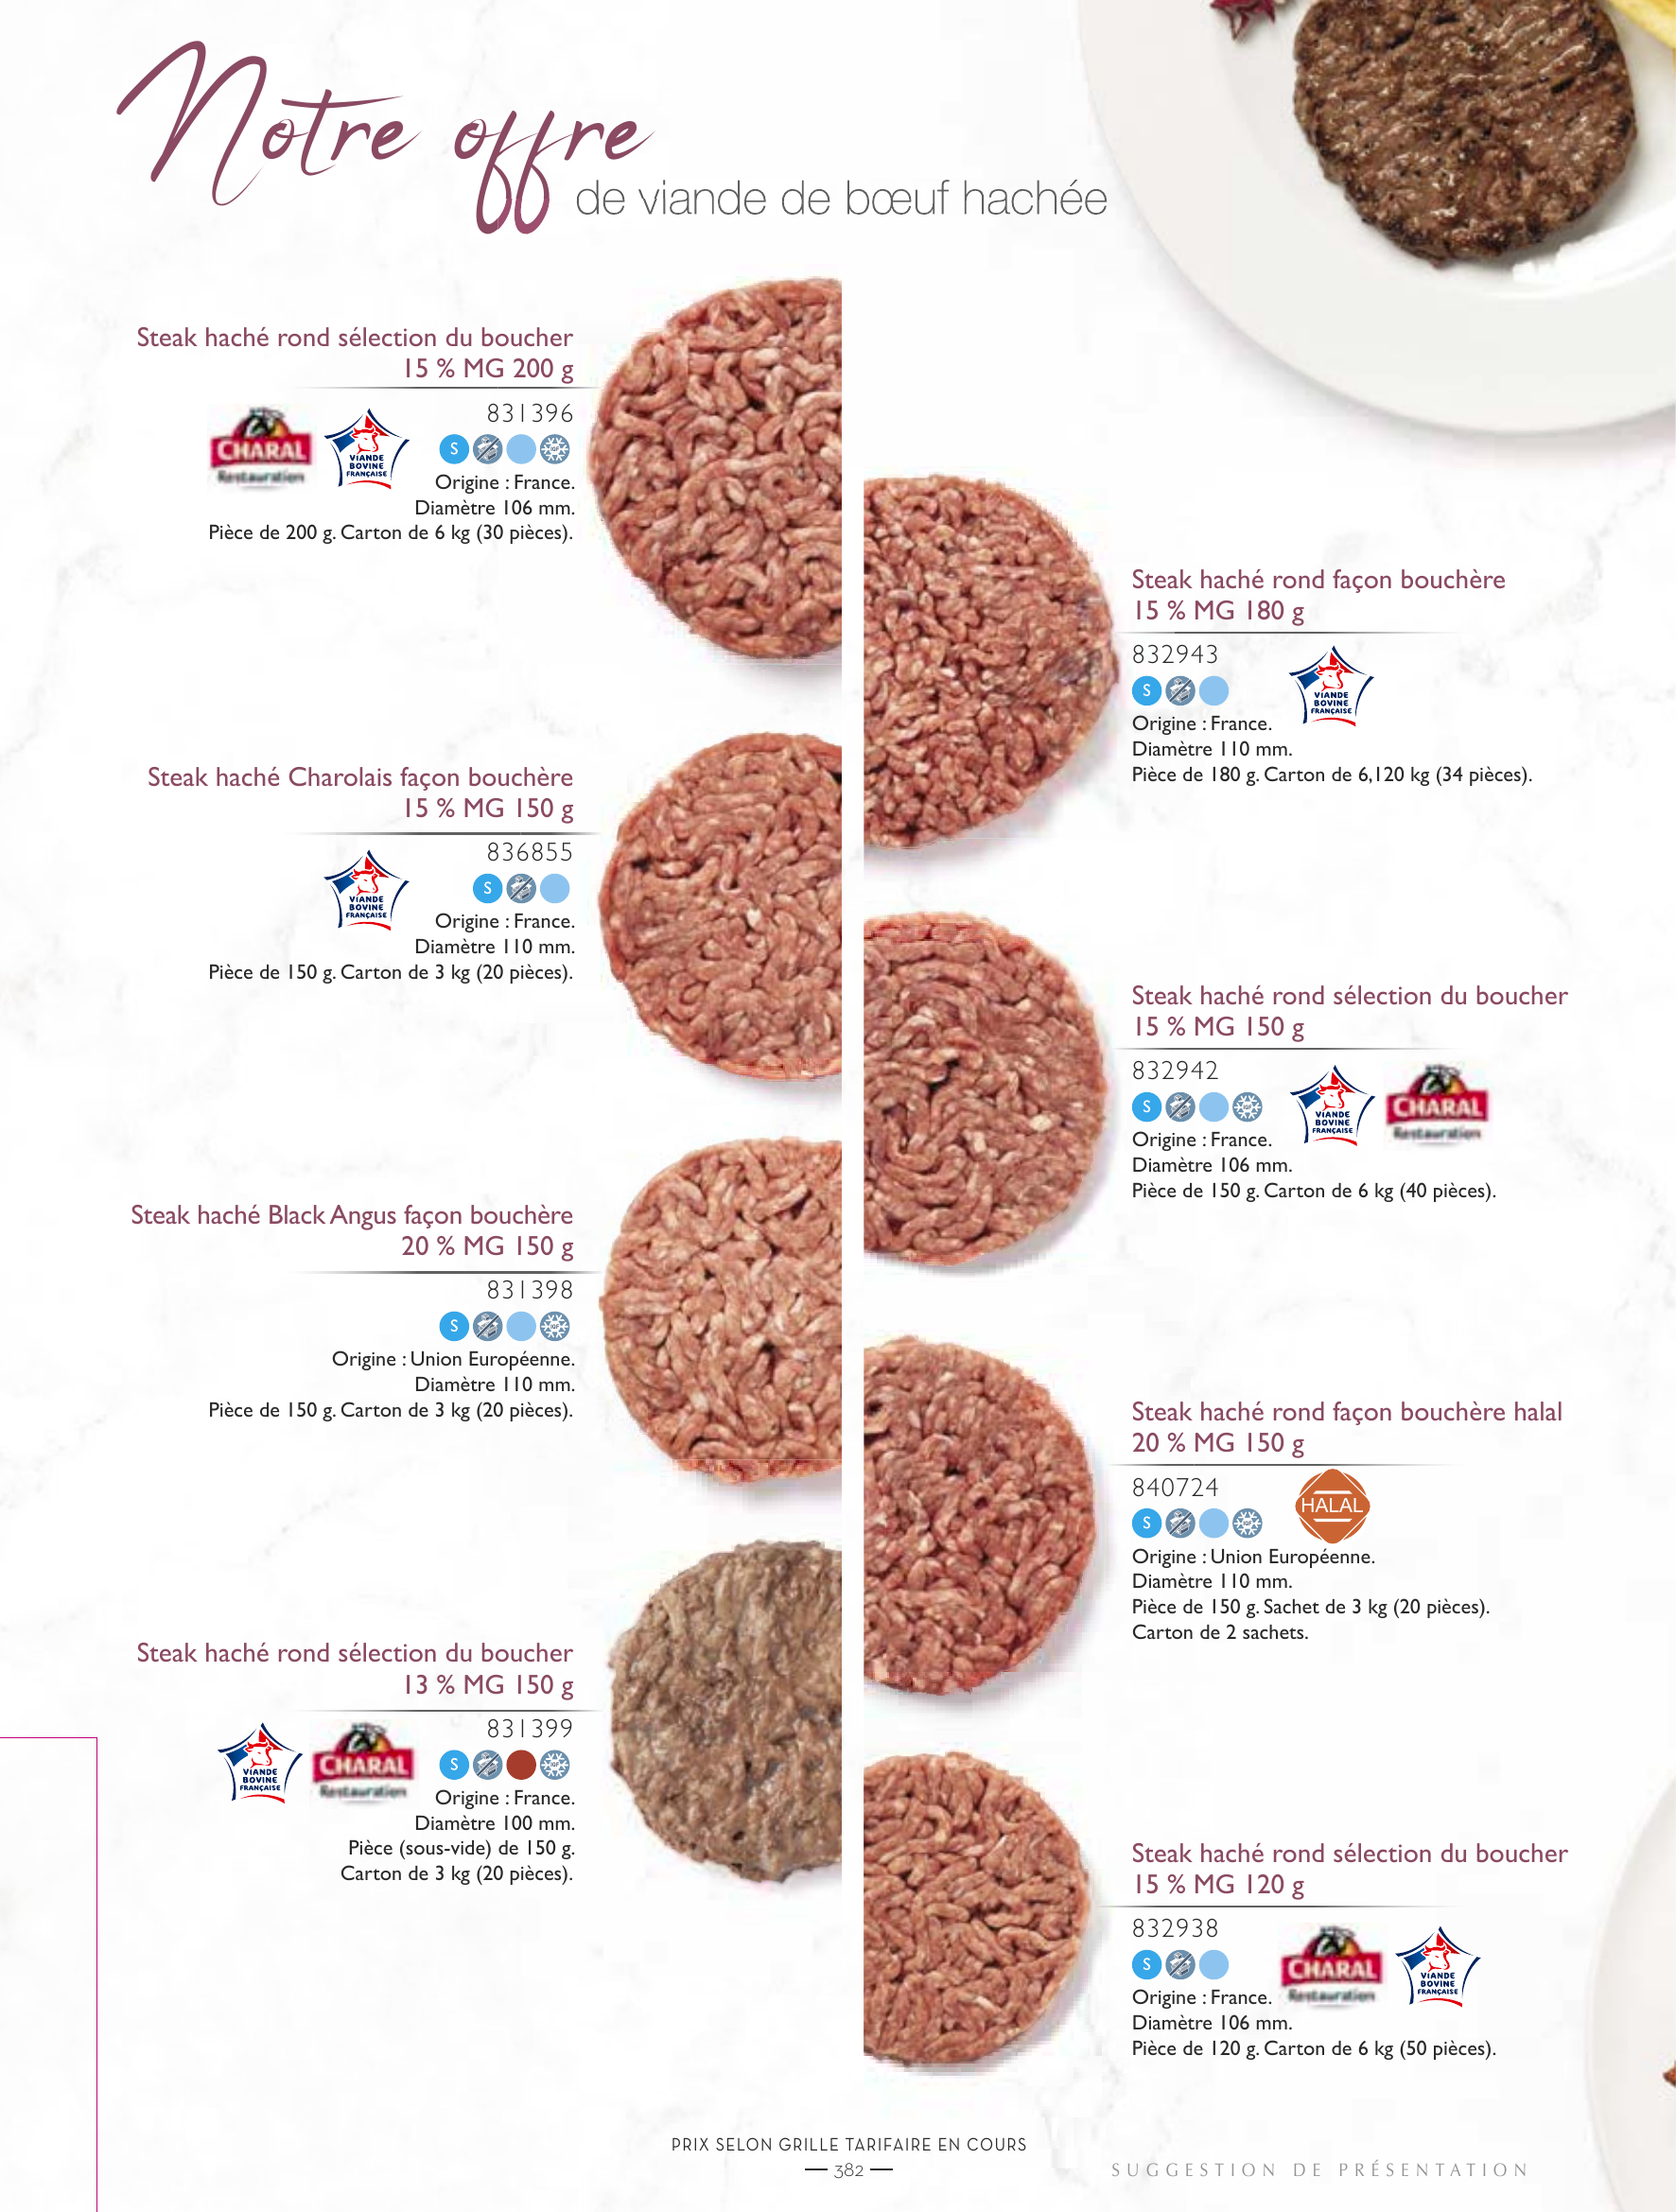 Notre offre
de viande de bœuf hachée
Steak haché rond sélection du boucher
15 % MG 200 g
831396
CHARAL
Restauration
VIANDE
BOVINE
FRANÇAISE
S
Origine : France.
Diamètre 106 mm.
Pièce de 200 g. Carton de 6 kg (30 pièces).
Steak haché rond façon bouchère
15 % MG 180 g
832943
S
VIANDE
BOVINE
FRANÇAISE
Origine : France.
Diamètre 110 mm.
Pièce de 180 g. Carton de 6,120 kg (34 pièces).
Steak haché Charolais façon bouchère
15 % MG 150 g
836855
VIANDE
BOVINE
FRANÇAISE
S
Origine : France.
Diamètre 110 mm.
Pièce de 150 g. Carton de 3 kg (20 pièces).
Steak haché rond sélection du boucher
15 % MG 150 g
832942
S
VIANDE
BOVINE
FRANÇAISE
CHARAL
Restauration
Origine : France.
Diamètre 106 mm.
Pièce de 150 g. Carton de 6 kg (40 pièces).
Steak haché Black Angus façon bouchère
20 % MG 150 g
831398
S
Origine : Union Européenne.
Diamètre 110 mm.
Pièce de 150 g. Carton de 3 kg (20 pièces).
Steak haché rond façon bouchère halal
20 % MG 150 g
840724
S
HALAL
Origine : Union Européenne.
Diamètre 110 mm.
Pièce de 150 g. Sachet de 3 kg (20 pièces).
Carton de 2 sachets.
Steak haché rond sélection du boucher
13 % MG 150 g
831399
VIANDE
BOVINE
FRANÇAISE
CHARAL
Restauration
S
Origine : France.
Diamètre 100 mm.
Pièce (sous-vide) de 150 g.
Carton de 3 kg (20 pièces).
Steak haché rond sélection du boucher
15 % MG 120 g
832938
S
CHARAL
Restauration
VIANDE
BOVINE
FRANÇAISE
Origine : France.
Diamètre 106 mm.
Pièce de 120 g. Carton de 6 kg (50 pièces).
PRIX SELON GRILLE TARIFAIRE EN COURS
382
SUGGESTION DE PRÉSENTATION